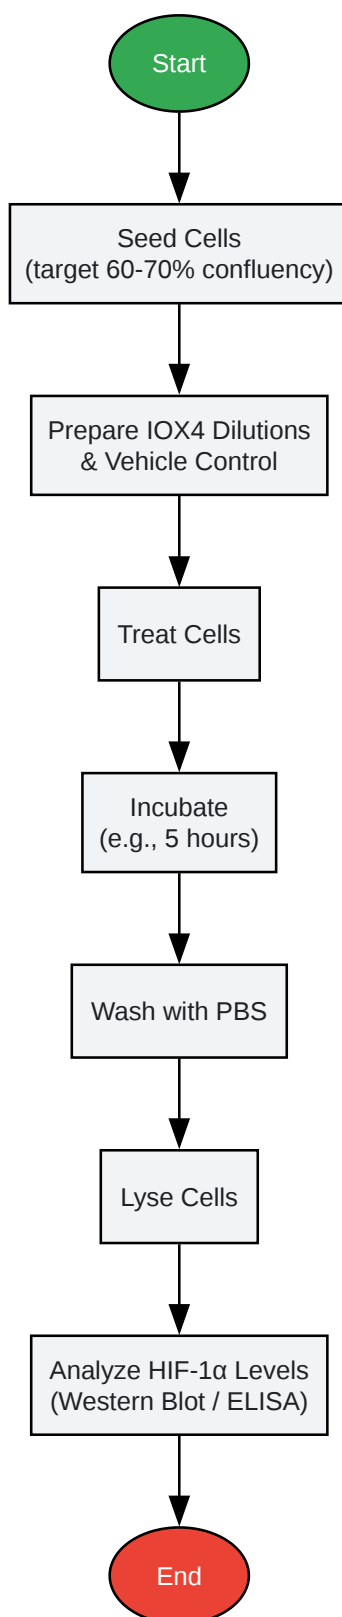 Start
Seed Cells
(target 60-70% confluency)
Prepare IOX4 Dilutions
& Vehicle Control
Treat Cells
Incubate
(e.g., 5 hours)
Wash with PBS
Lyse Cells
Analyze HIF-1α Levels
(Western Blot / ELISA)
End